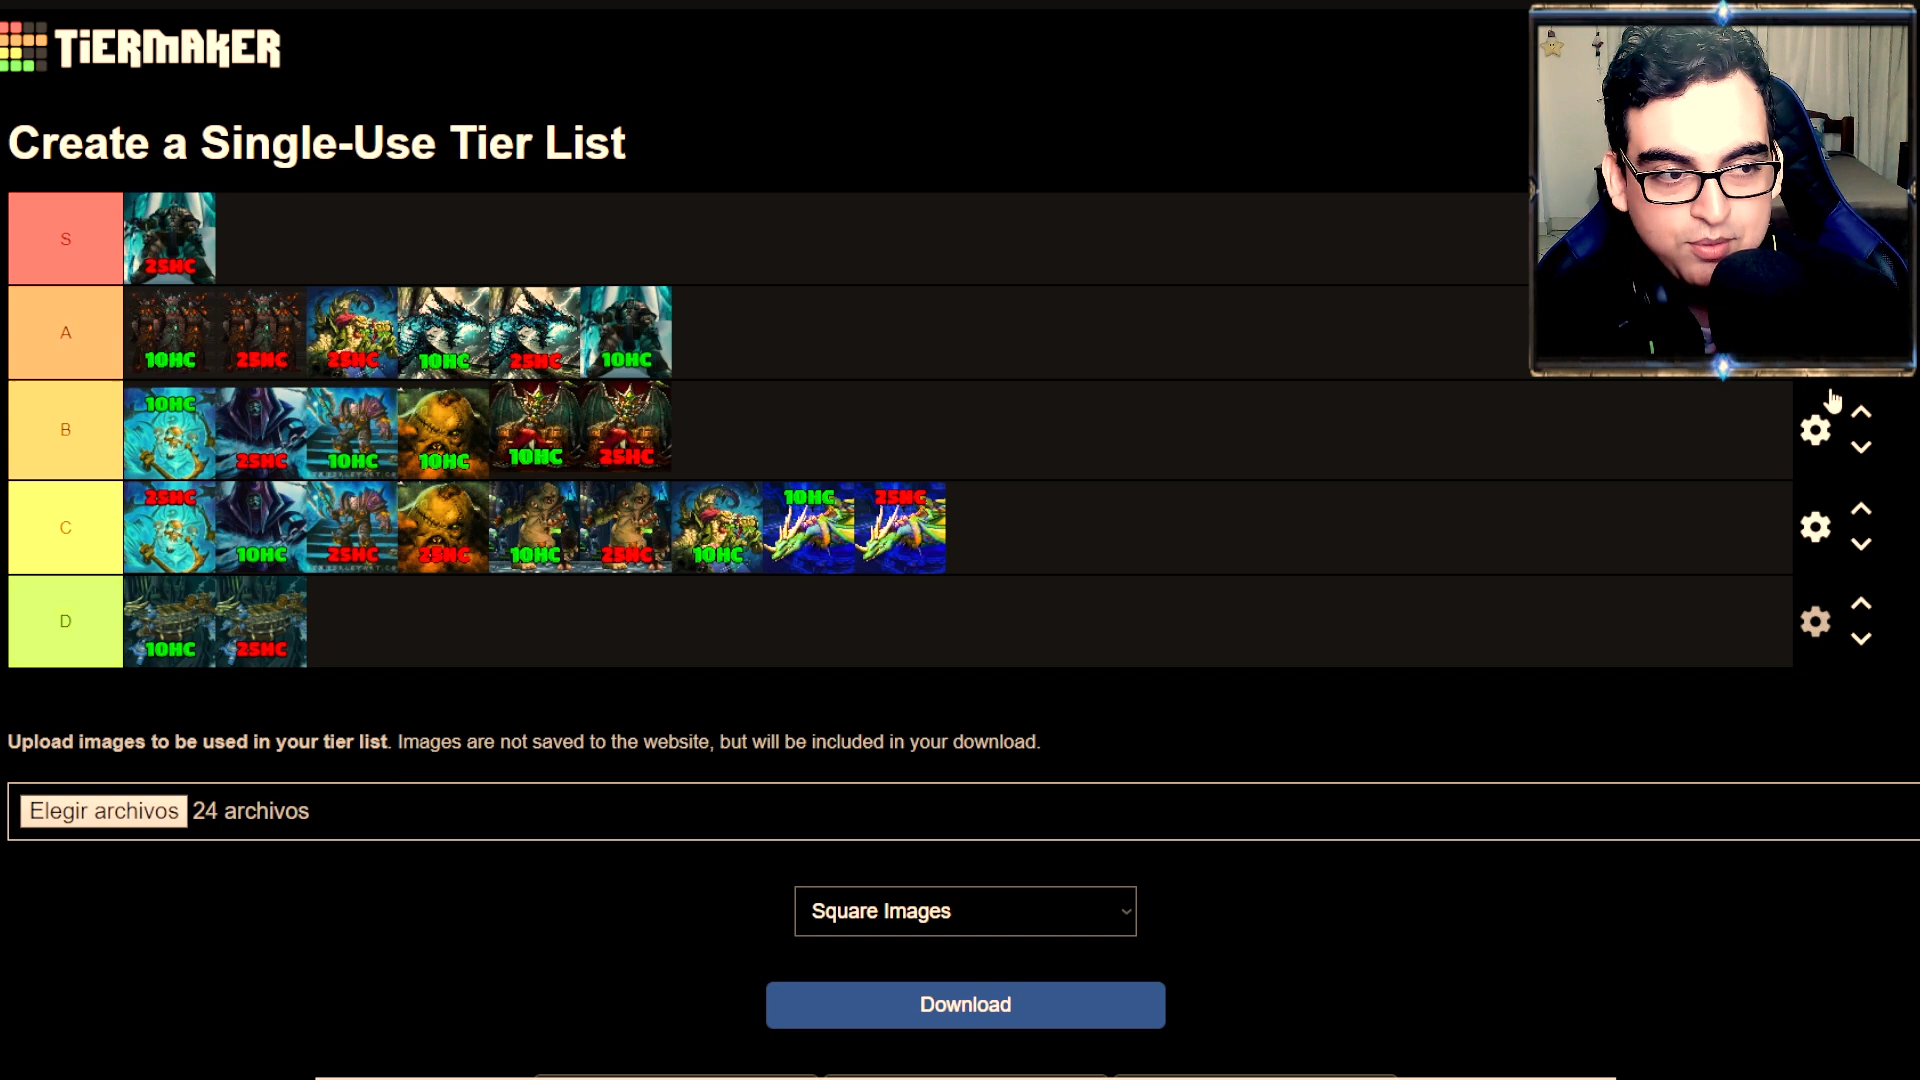 TiERMAKER
Create a Single-Use Tier List
S
25HC
A
10HC 25HC 25HC 10HC 25HC 10HC
B
10HC 25HC 10HC 10HC 10HC 25HC
C
25HC 10HC 25HC 25HC 10HC 25HC 10HC 10HC 25HC
D
10HC 25HC
Upload images to be used in your tier list. Images are not saved to the website, but will be included in your download.
Elegir archivos 24 archivos
Square Images
Download